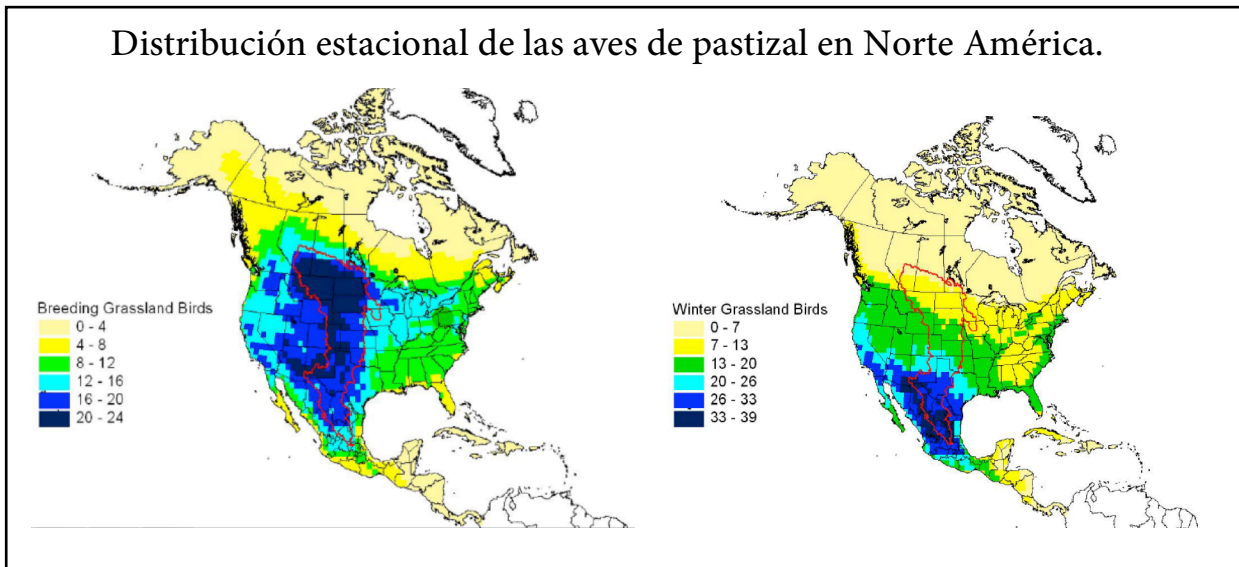 Distribución estacional de las aves de pastizal en Norte América.
Breeding Grassland Birds
0 - 4
4 - 8
8 - 12
12 - 16
16 - 20
20 - 24
Winter Grassland Birds
0 - 7
7 - 13
13 - 20
20 - 26
26 - 33
33 - 39